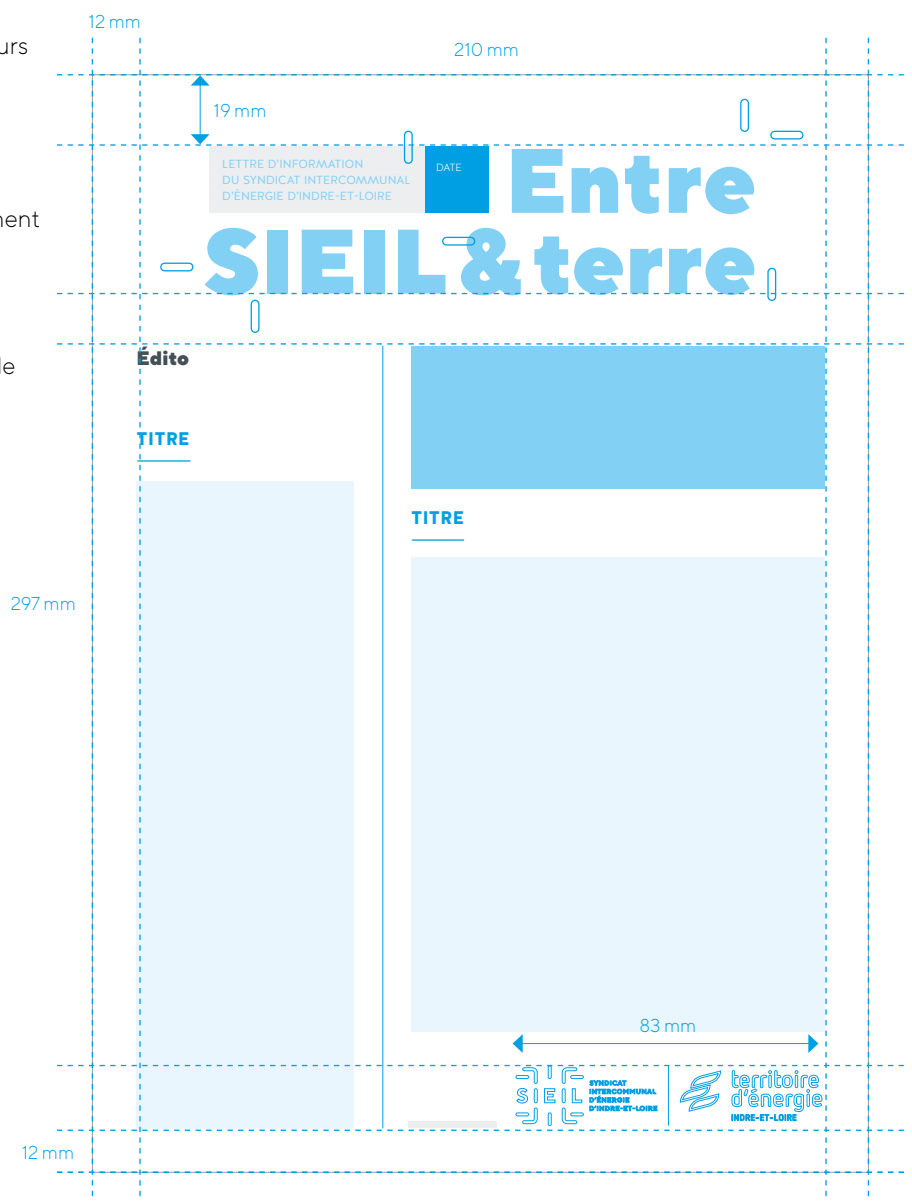 12 mm
urs
210 mm
19 mm
LETTRE D'INFORMATION
DU SYNDICAT INTERCOMMUNAL
D'ÉNERGIE D'INDRE-ET-LOIRE
DATE
Entre
SIEIL & terre
Édito
TITRE
TITRE
297 mm
83 mm
SIEIL
SYNDICAT
INTERCOMMUNAL
D'ÉNERGIE
D'INDRE-ET-LOIRE
territoire
d'énergie
INDRE-ET-LOIRE
12 mm